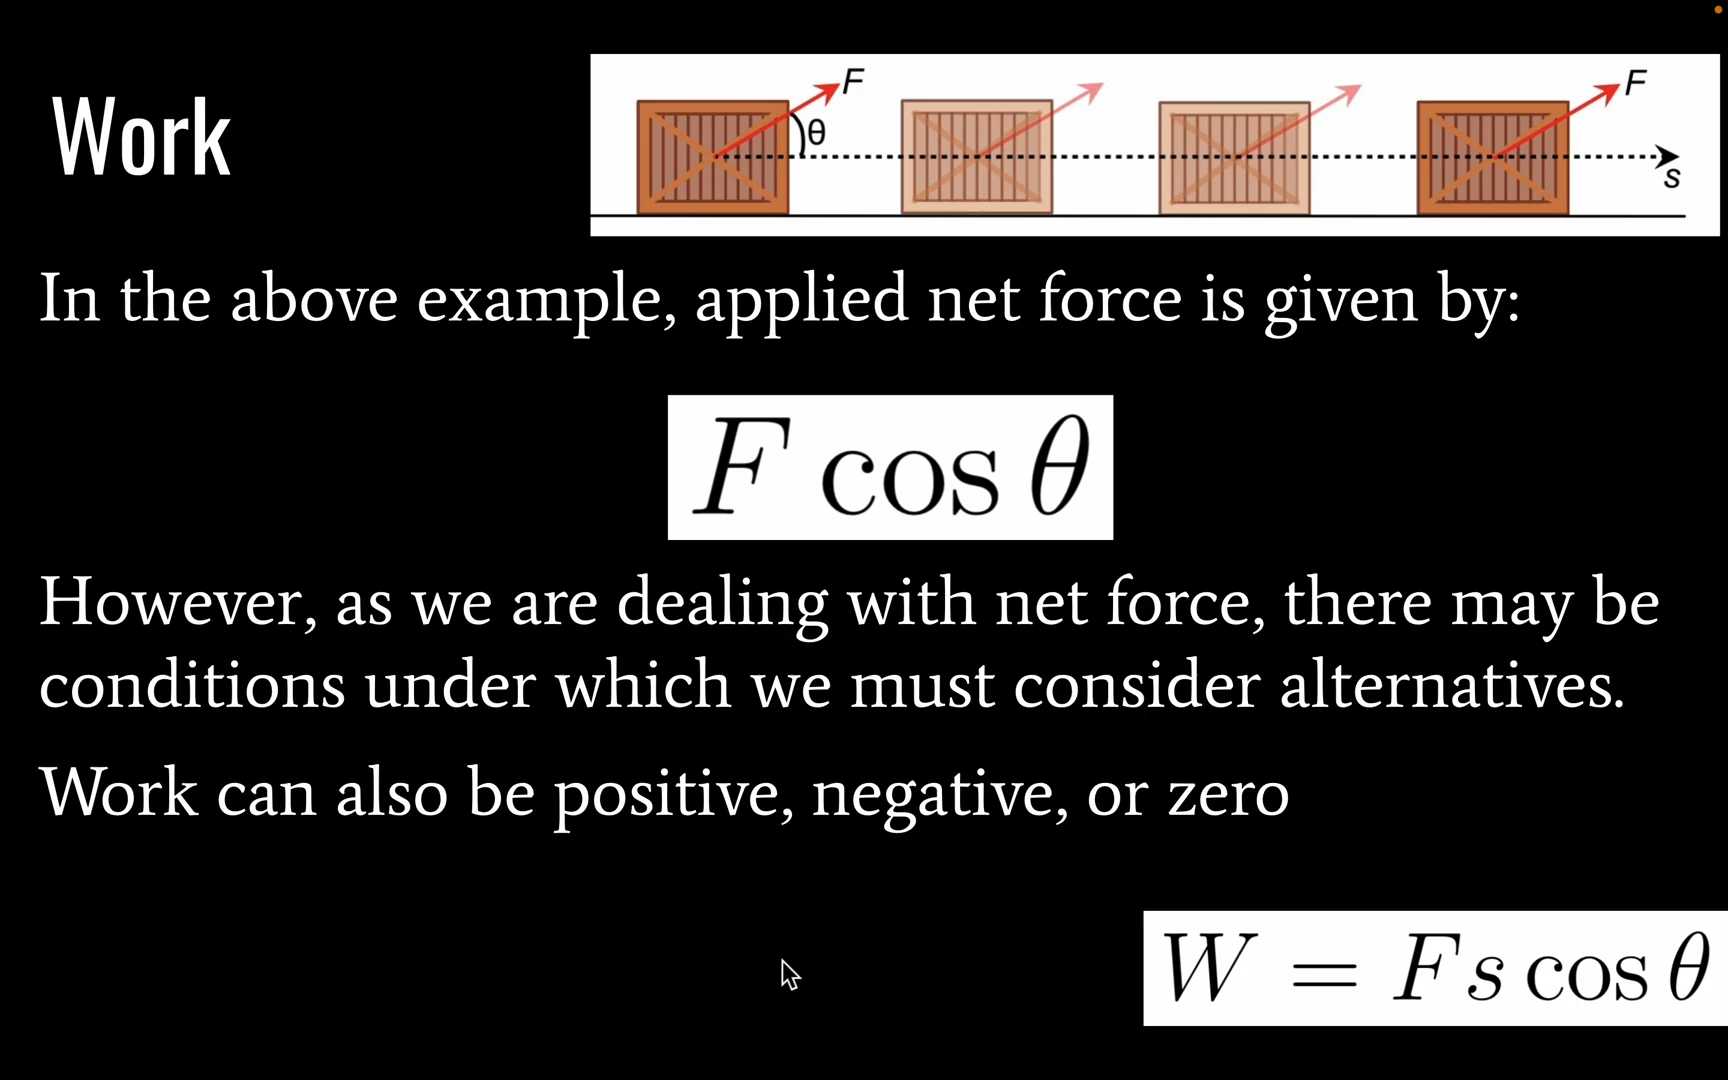 Work
F
θ
F
s
In the above example, applied net force is given by:
F cos θ
However, as we are dealing with net force, there may be
conditions under which we must consider alternatives.
Work can also be positive, negative, or zero
W = Fs cos θ